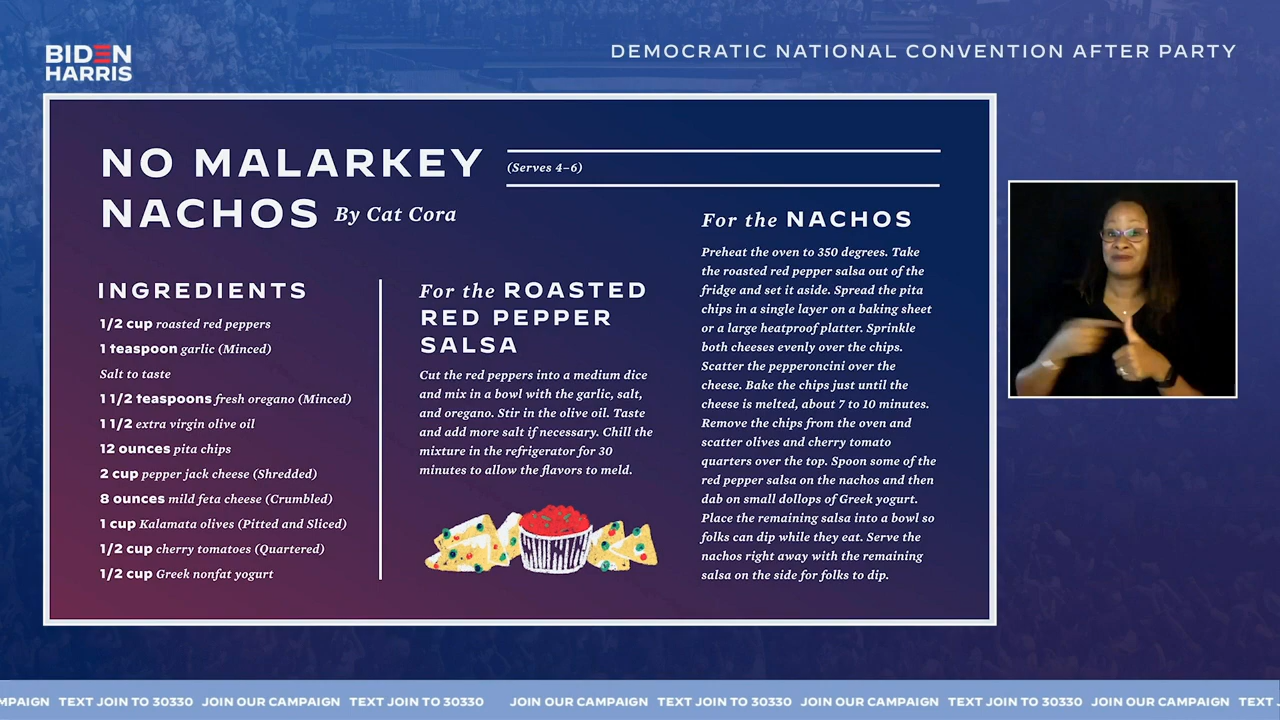 BIDEN
HARRIS
DEMOCRATIC NATIONAL CONVENTION AFTER PARTY
NO MALARKEY
NACHOS By Cat Cora
(Serves 4–6)
INGREDIENTS
1/2 cup roasted red peppers
1 teaspoon garlic (Minced)
Salt to taste
1 1/2 teaspoons fresh oregano (Minced)
1 1/2 extra virgin olive oil
12 ounces pita chips
2 cup pepper jack cheese (Shredded)
8 ounces mild feta cheese (Crumbled)
1 cup Kalamata olives (Pitted and Sliced)
1/2 cup cherry tomatoes (Quartered)
1/2 cup Greek nonfat yogurt
For the ROASTED
RED PEPPER
SALSA
Cut the red peppers into a medium dice
and mix in a bowl with the garlic, salt,
and oregano. Stir in the olive oil. Taste
and add more salt if necessary. Chill the
mixture in the refrigerator for 30
minutes to allow the flavors to meld.
For the NACHOS
Preheat the oven to 350 degrees. Take
the roasted red pepper salsa out of the
fridge and set it aside. Spread the pita
chips in a single layer on a baking sheet
or a large heatproof platter. Sprinkle
both cheeses evenly over the chips.
Scatter the pepperoncini over the
cheese. Bake the chips just until the
cheese is melted, about 7 to 10 minutes.
Remove the chips from the oven and
scatter olives and cherry tomato
quarters over the top. Spoon some of the
red pepper salsa on the nachos and then
dab on small dollops of Greek yogurt.
Place the remaining salsa into a bowl so
folks can dip while they eat. Serve the
nachos right away with the remaining
salsa on the side for folks to dip.
MPAIGN TEXT JOIN TO 30330 JOIN OUR CAMPAIGN TEXT JOIN TO 30330 JOIN OUR CAMPAIGN TEXT JOIN TO 30330 JOIN OUR CAMPAIGN TEXT JOIN TO 30330 JOIN OUR CAMPAIGN TEXT J